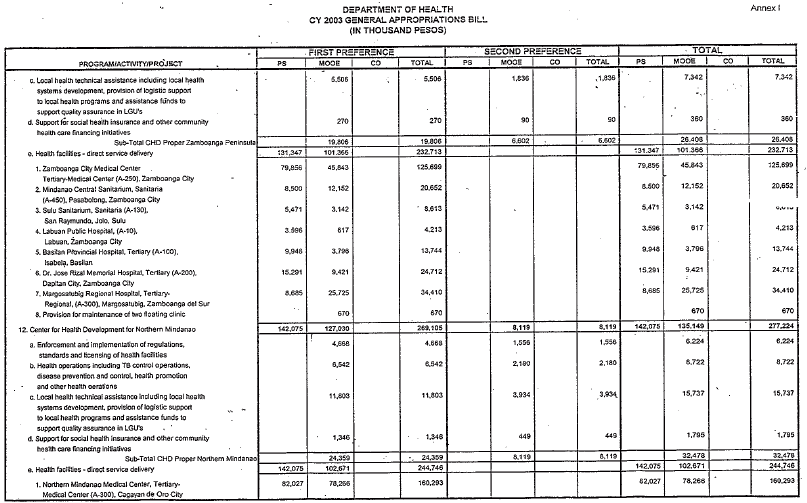 DEPARTMENT OF HEALTH
CY 2003 GENERAL APPROPRIATIONS BILL
(IN THOUSAND PESOS)
Annex I
FIRST PREFERENCE SECOND PREFERENCE TOTAL
PROGRAM/ACTIVITY/PROJECT PS MOOE CO TOTAL PS MOOE CO TOTAL PS MOOE CO TOTAL
c. Local health technical assistance including local health 5,506 5,506 1,836 1,836 7,342 7,342
systems development, provision of logistic support
to local health programs and assistance funds to
support quality assurance in LGU's
d. Support for social health insurance and other community 270 270 90 90 360 360
health care financing initiatives
Sub-Total CHD Proper Zamboanga Peninsula 19,806 19,806 6,602 6,602 26,408 26,408
e. Health facilities - direct service delivery 131,347 101,366 232,713 131,347 101,366 232,713
1. Zamboanga City Medical Center 79,856 45,843 125,699 79,856 45,843 125,699
Tertiary-Medical Center (A-250), Zamboanga City
2. Mindanao Central Sanitarium, Sanitaria 8,500 12,152 20,652 8,500 12,152 20,652
(A-450), Pasobolong, Zamboanga City
3. Sulu Sanitarium, Sanitaria (A-130), 5,471 3,142 8,613 5,471 3,142
San Raymundo, Jolo, Sulu
4. Labuan Public Hospital, (A-10), 3,596 617 4,213 3,596 617 4,213
Labuan, Zamboanga City
5. Basilan Provincial Hospital, Tertiary (A-100), 9,948 3,796 13,744 9,948 3,796 13,744
Isabela, Basilan
6. Dr. Jose Rizal Memorial Hospital, Tertiary (A-200), 15,291 9,421 24,712 15,291 9,421 24,712
Dapitan City, Zamboanga City
7. Margosatubig Regional Hospital, Tertiary- 8,685 25,725 34,410 8,685 25,725 34,410
Regional, (A-300), Margosatubig, Zamboanga del Sur
8. Provision for maintenance of two floating clinic 670 670 670 670
12. Center for Health Development for Northern Mindanao 142,075 127,030 269,105 8,119 8,119 142,075 135,149 277,224
a. Enforcement and implementation of regulations, 4,668 4,668 1,556 1,556 6,224 6,224
standards and licensing of health facilities
b. Health operations including TB control operations, 6,542 6,542 2,180 2,180 8,722 8,722
disease prevention and control, health promotion
and other health oerations
c. Local health technical assistance including local health 11,803 11,803 3,934 3,934 15,737 15,737
systems development, provision of logistic support
to local health programs and assistance funds to
support quality assurance in LGU's
d. Support for social health insurance and other community 1,346 1,346 449 449 1,795 1,795
health care financing initiatives
Sub-Total CHD Proper Northern Mindanao 24,359 24,359 8,119 8,119 32,478 32,478
e. Health facilities - direct service delivery 142,075 102,671 244,746 142,075 102,671 244,746
1. Northern Mindanao Medical Center, Tertiary- 82,027 78,266 160,293 82,027 78,266 160,293
Medical Center (A-300), Cagayan de Oro City